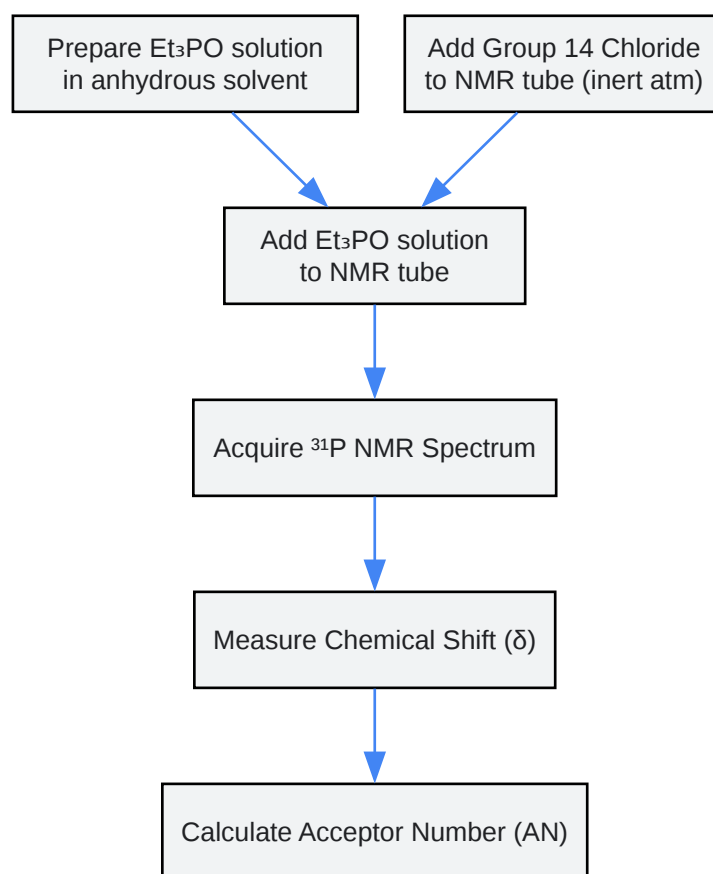 Prepare Et₃PO solution
in anhydrous solvent
Add Group 14 Chloride
to NMR tube (inert atm)
Add Et₃PO solution
to NMR tube
Acquire ³¹P NMR Spectrum
Measure Chemical Shift (δ)
Calculate Acceptor Number (AN)